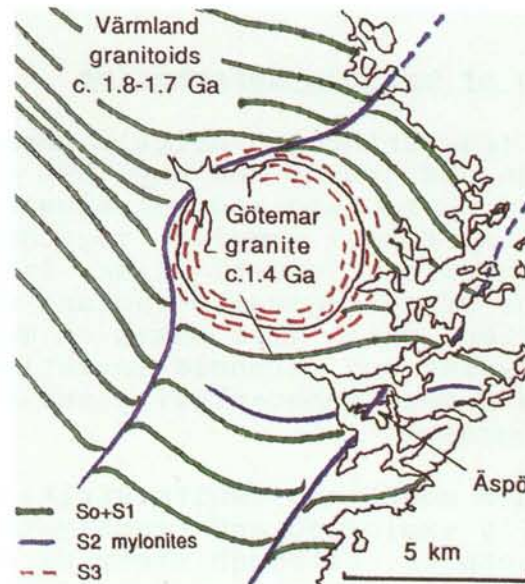 Värmland
granitoids
c. 1.8-1.7 Ga
Götemar
granite
c.1.4 Ga
Äspö
So+S1
S2 mylonites
S3
5 km